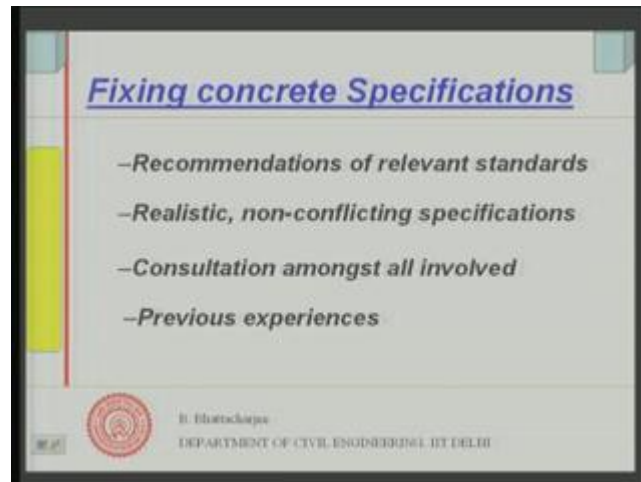 Fixing concrete Specifications
–Recommendations of relevant standards
–Realistic, non-conflicting specifications
–Consultation amongst all involved
–Previous experiences
B. Bhattacharjee
DEPARTMENT OF CIVIL ENGINEERING, IIT DELHI